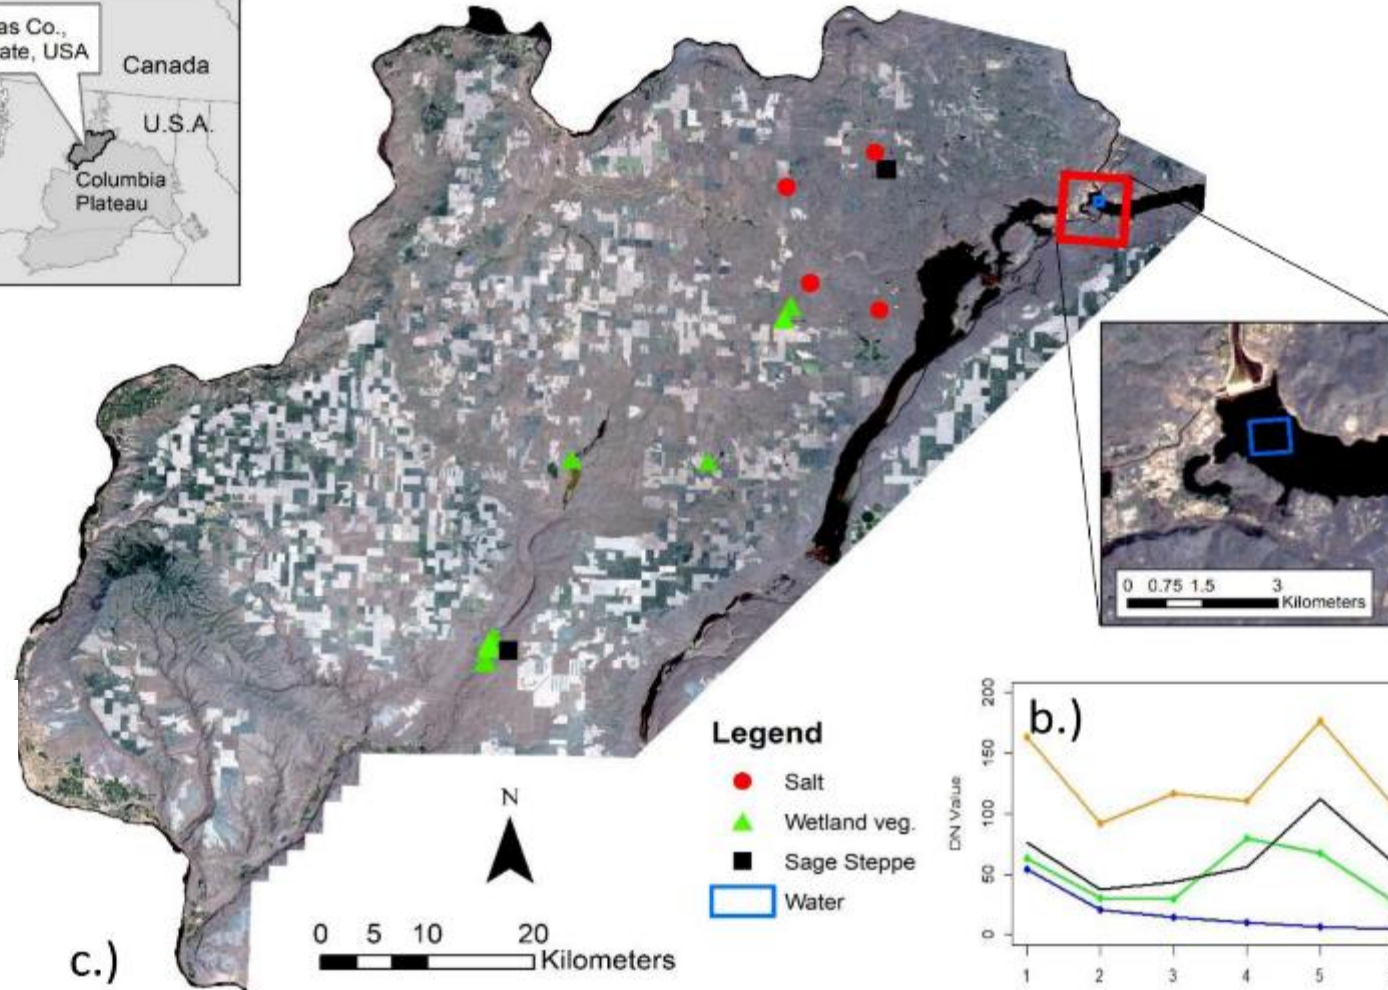 as Co.,
ate, USA
Canada
U.S.A.
Columbia
Plateau
0 0.75 1.5 3
Kilometers
b.)
200
150
100
50
0
DN Value
1 2 3 4 5
Legend
Salt
Wetland veg.
Sage Steppe
Water
N
0 5 10 20
Kilometers
c.)